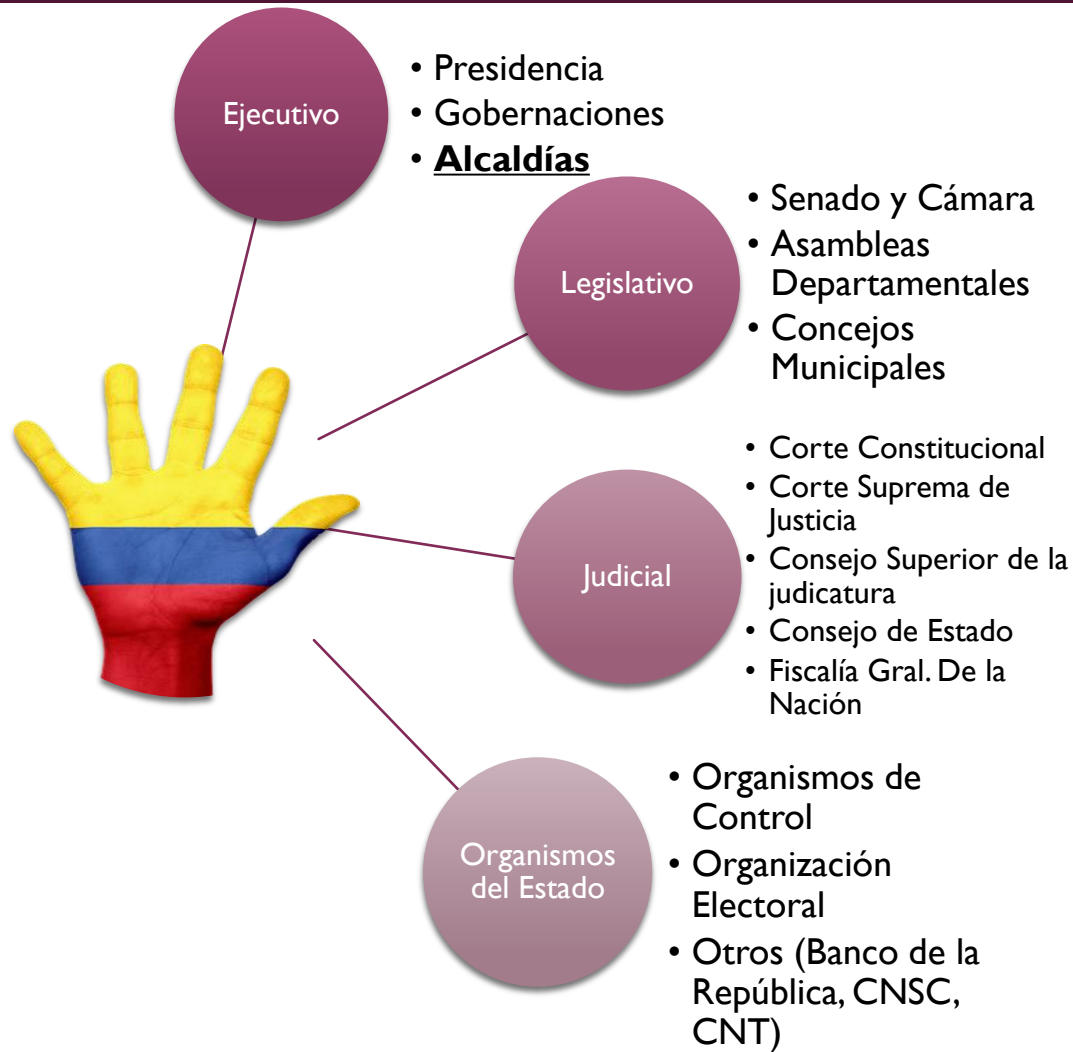 Ejecutivo
• Presidencia
• Gobernaciones
• Alcaldías
Legislativo
• Senado y Cámara
• Asambleas
Departamentales
• Concejos
Municipales
Judicial
• Corte Constitucional
• Corte Suprema de
Justicia
• Consejo Superior de la
judicatura
• Consejo de Estado
• Fiscalía Gral. De la
Nación
Organismos
del Estado
• Organismos de
Control
• Organización
Electoral
• Otros (Banco de la
República, CNSC,
CNT)